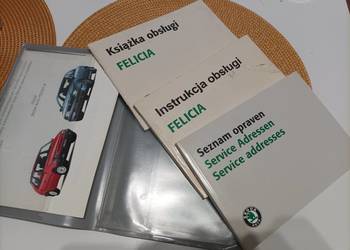 Książka obsługi
FELICIA
Instrukcja obsługi
FELICIA
Seznam opraven
Service Adressen
Service addresses